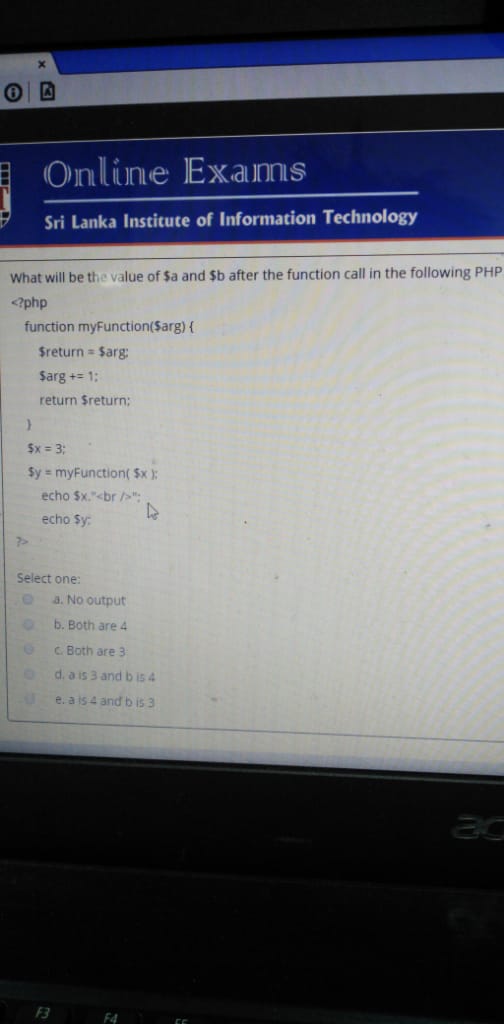 Online Exams
Sri Lanka Institute of Information Technology
What will be the value of $a and $b after the function call in the following PHP
<?php
function myFunction($arg) {
$return = $arg;
$arg += 1;
return $return;
}
$x = 3;
$y = myFunction( $x );
echo $x."<br />";
echo $y;
?>
Select one:
a. No output
b. Both are 4
c. Both are 3
d. a is 3 and b is 4
e. a is 4 and b is 3
ac
F3
F4